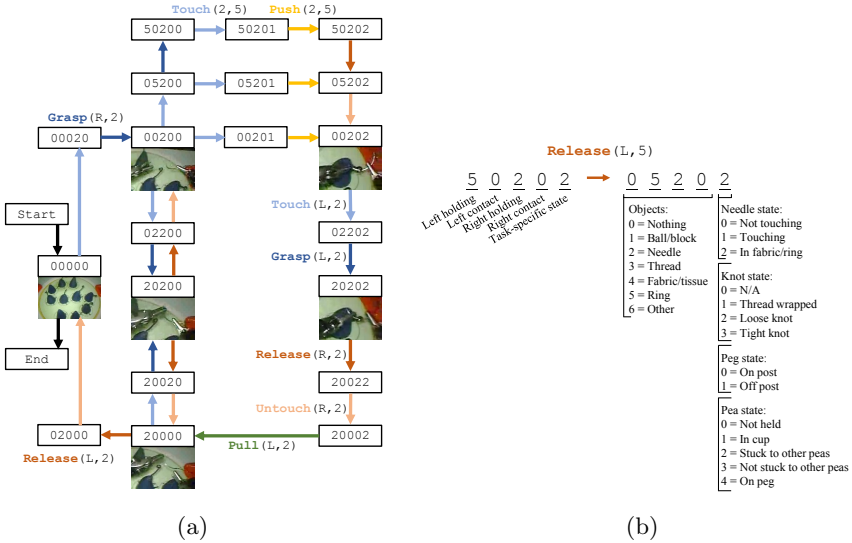 Touch(2,5) Push(2,5)
50200 50201 50202
05200 05201 05202
Grasp(R,2)
00020 00200 00201 00202
Start
Touch(L,2)
02200 02202
00000
Grasp(L,2)
20200 20202
End
Release(R,2)
20020 20022
Untouch(R,2)
02000 20000 20002
Pull(L,2)
Release(L,2)
(a)
Release(L,5)
5 0 2 0 2 0 5 2 0 2
Left holding
Left contact
Right holding
Right contact
Task-specific state
Objects:
0 = Nothing
1 = Ball/block
2 = Needle
3 = Thread
4 = Fabric/tissue
5 = Ring
6 = Other
Needle state:
0 = Not touching
1 = Touching
2 = In fabric/ring
Knot state:
0 = N/A
1 = Thread wrapped
2 = Loose knot
3 = Tight knot
Peg state:
0 = On post
1 = Off post
Pea state:
0 = Not held
1 = In cup
2 = Stuck to other peas
3 = Not stuck to other peas
4 = On peg
(b)